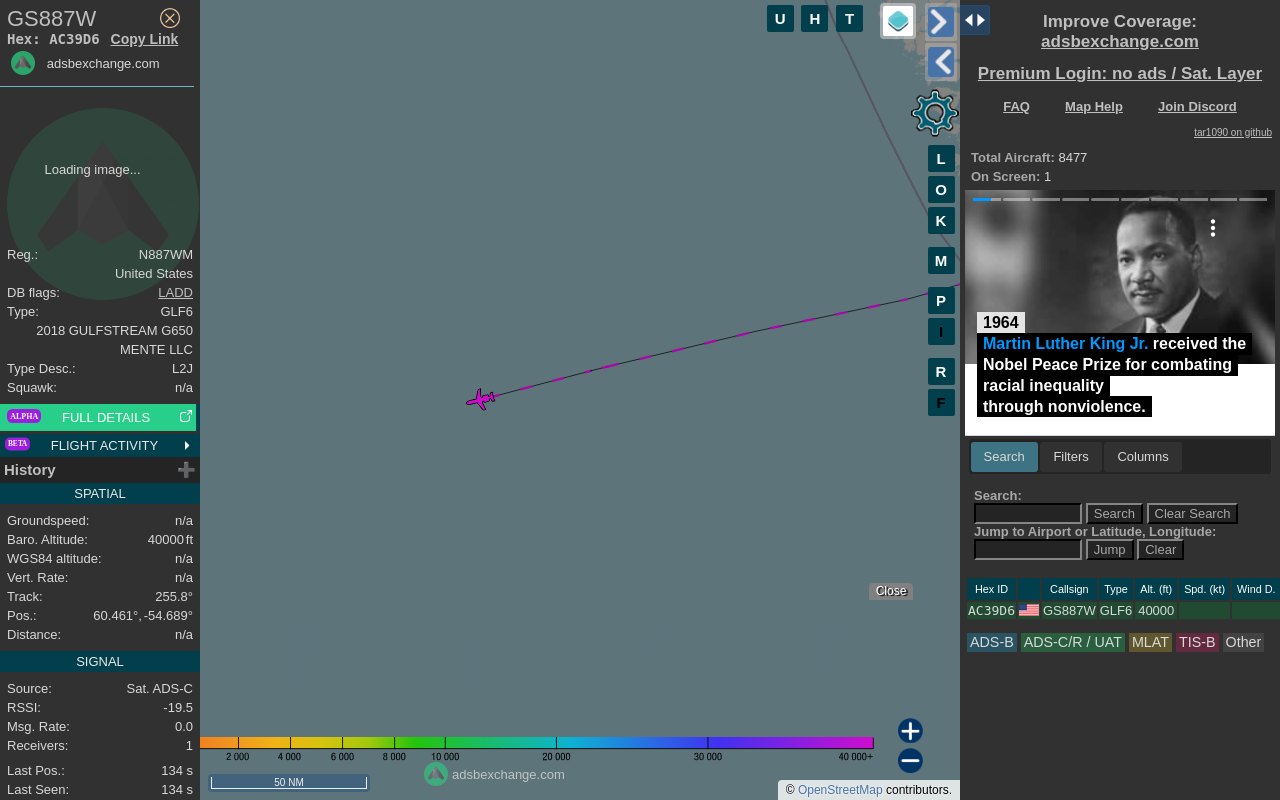 GS887W
Hex: AC39D6 Copy Link
adsbexchange.com
Loading image...
Reg.: N887WM
United States
DB flags: LADD
Type: GLF6
2018 GULFSTREAM G650
MENTE LLC
Type Desc.: L2J
Squawk: n/a
ALPHA FULL DETAILS
BETA FLIGHT ACTIVITY
History
SPATIAL
Groundspeed: n/a
Baro. Altitude: 40000 ft
WGS84 altitude: n/a
Vert. Rate: n/a
Track: 255.8°
Pos.: 60.461°, -54.689°
Distance: n/a
SIGNAL
Source: Sat. ADS-C
RSSI: -19.5
Msg. Rate: 0.0
Receivers: 1
Last Pos.: 134 s
Last Seen: 134 s
U H T
L
O
K
M
P
I
R
F
Close
2 000 4 000 6 000 8 000 10 000 20 000 30 000 40 000+
adsbexchange.com
50 NM
© OpenStreetMap contributors.
Improve Coverage:
adsbexchange.com
Premium Login: no ads / Sat. Layer
FAQ Map Help Join Discord
tar1090 on github
Total Aircraft: 8477
On Screen: 1
1964
Martin Luther King Jr. received the
Nobel Peace Prize for combating
racial inequality
through nonviolence.
Search Filters Columns
Search:
Search Clear Search
Jump to Airport or Latitude, Longitude:
Jump Clear
Hex ID Callsign Type Alt. (ft) Spd. (kt) Wind D.
AC39D6 GS887W GLF6 40000
ADS-B ADS-C/R / UAT MLAT TIS-B Other